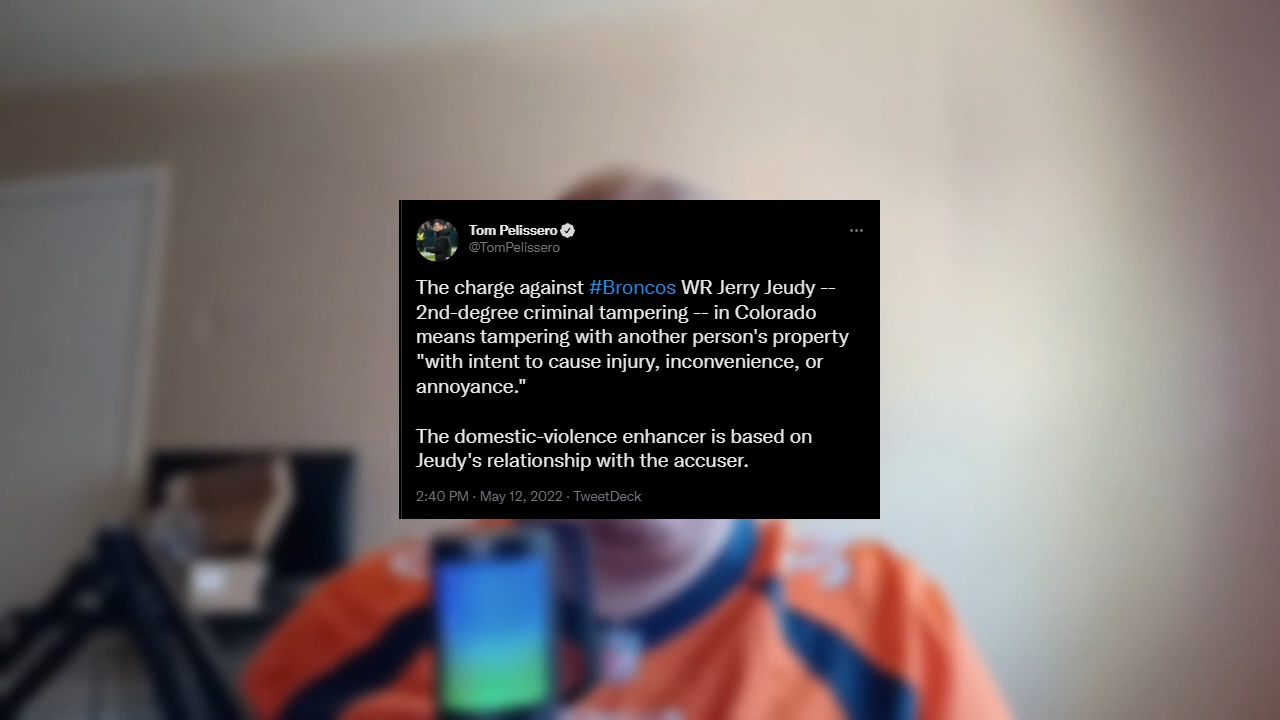 Tom Pelissero
@TomPelissero
The charge against #Broncos WR Jerry Jeudy --
2nd-degree criminal tampering -- in Colorado
means tampering with another person's property
"with intent to cause injury, inconvenience, or
annoyance."
The domestic-violence enhancer is based on
Jeudy's relationship with the accuser.
2:40 PM · May 12, 2022 · TweetDeck